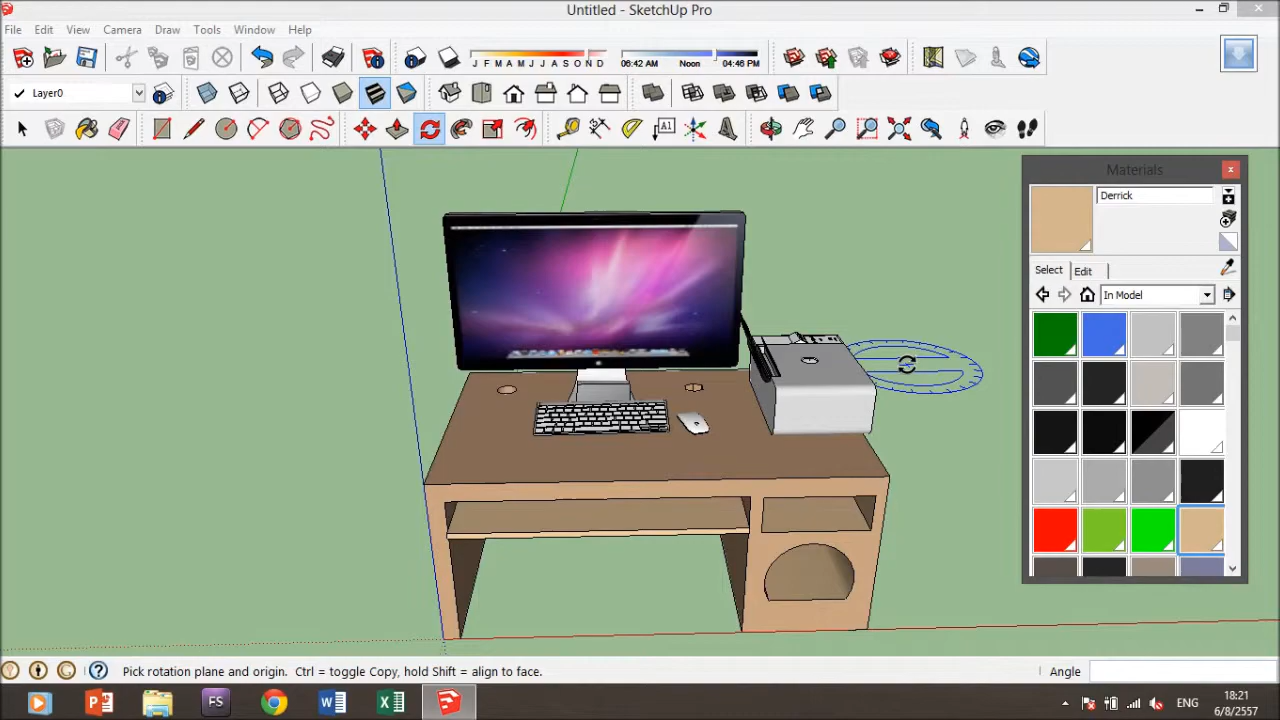 Untitled - SketchUp Pro
File Edit View Camera Draw Tools Window Help
J F M A M J J A S O N D
06:42 AM Noon 04:46 PM
Layer0
A1
Materials
Derrick
Select Edit
In Model
Pick rotation plane and origin. Ctrl = toggle Copy, hold Shift = align to face.
Angle
FS
ENG
18:21
6/8/2557